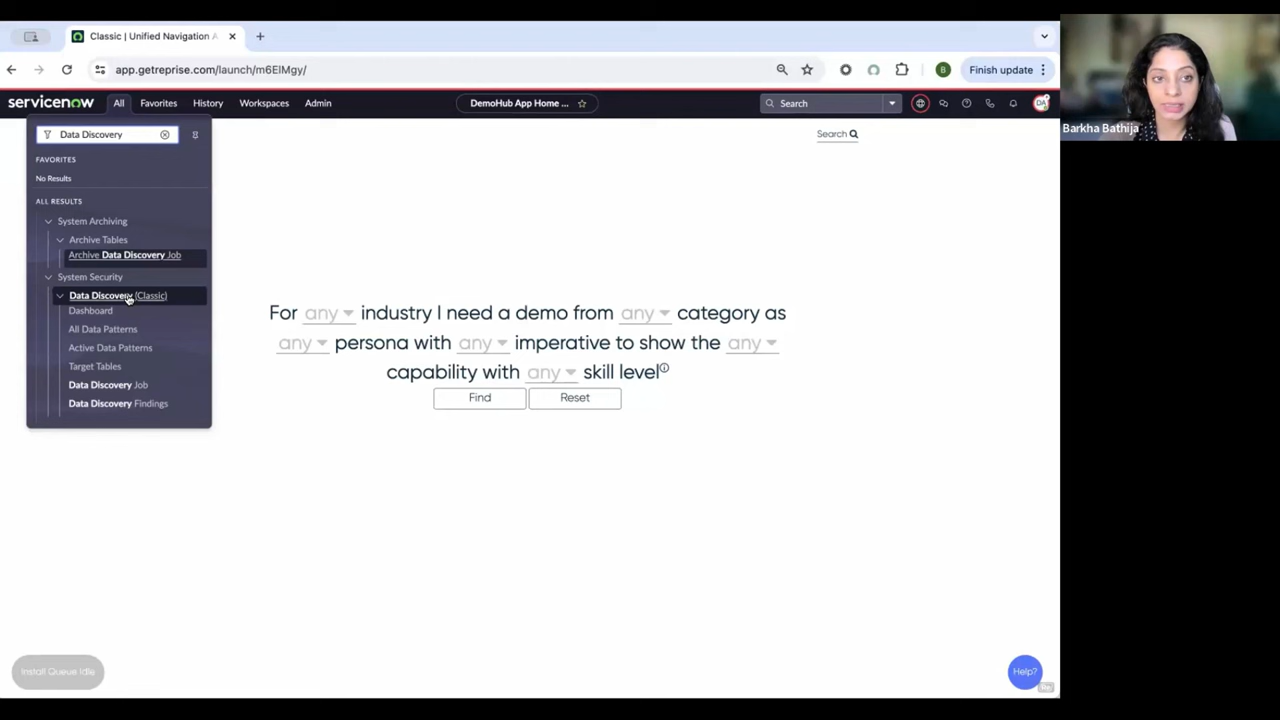 Classic | Unified Navigation A
app.getreprise.com/launch/m6EIMgy/
Finish update
servicenow
All
Favorites
History
Workspaces
Admin
DemoHub App Home ...
Search
Data Discovery
Search
FAVORITES
No Results
ALL RESULTS
System Archiving
Archive Tables
Archive Data Discovery Job
System Security
Data Discovery (Classic)
Dashboard
All Data Patterns
Active Data Patterns
Target Tables
Data Discovery Job
Data Discovery Findings
For any industry I need a demo from any category as
any persona with any imperative to show the any
capability with any skill level
Find
Reset
Install Queue Idle
Help?
Barkha Bathija
B